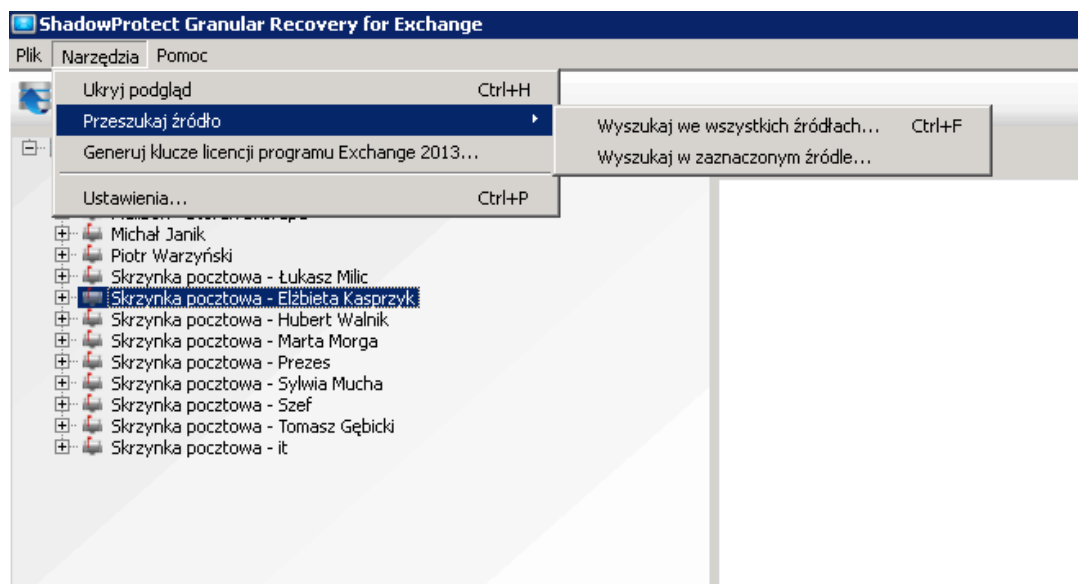 ShadowProtect Granular Recovery for Exchange
Plik Narzędzia Pomoc
Ukryj podgląd Ctrl+H
Przeszukaj źródło
Wyszukaj we wszystkich źródłach... Ctrl+F
Generuj klucze licencji programu Exchange 2013...
Wyszukaj w zaznaczonym źródle...
Ustawienia... Ctrl+P
Michał Janik
Piotr Warzyński
Skrzynka pocztowa - Łukasz Milic
Skrzynka pocztowa - Elżbieta Kasprzyk
Skrzynka pocztowa - Hubert Walnik
Skrzynka pocztowa - Marta Morga
Skrzynka pocztowa - Prezes
Skrzynka pocztowa - Sylwia Mucha
Skrzynka pocztowa - Szef
Skrzynka pocztowa - Tomasz Gębicki
Skrzynka pocztowa - it